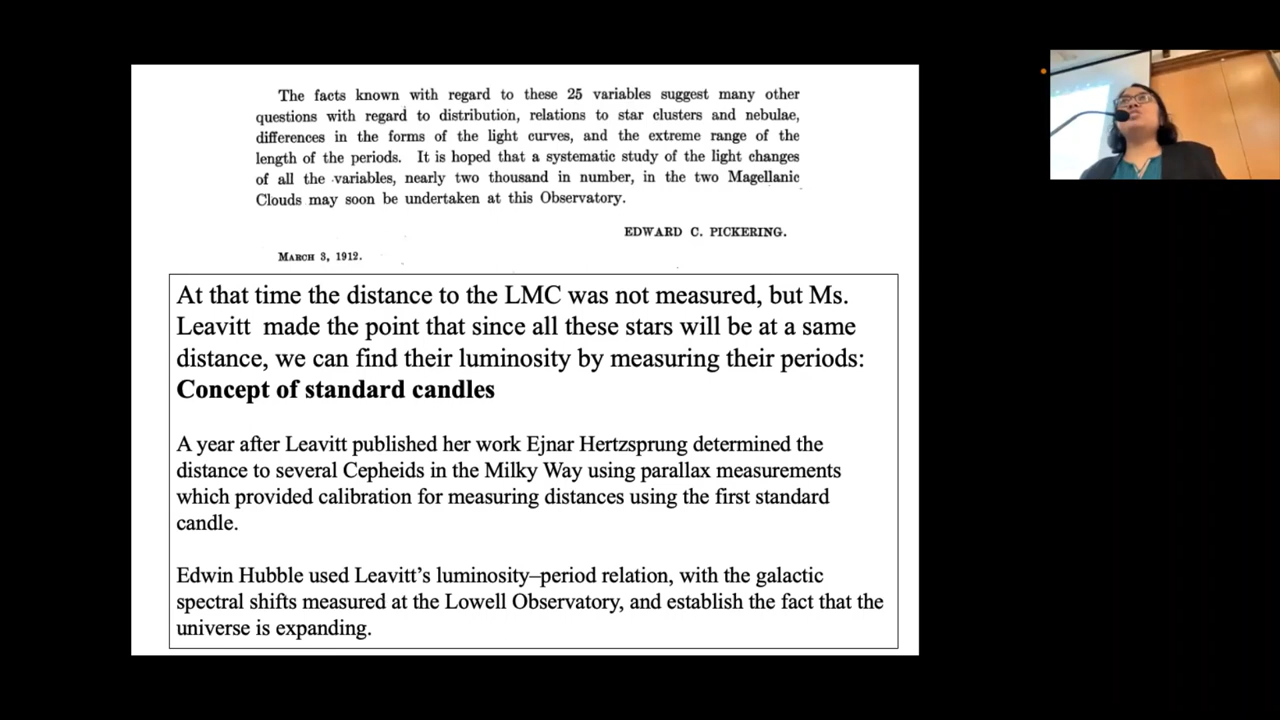 The facts known with regard to these 25 variables suggest many other
questions with regard to distribution, relations to star clusters and nebulae,
differences in the forms of the light curves, and the extreme range of the
length of the periods. It is hoped that a systematic study of the light changes
of all the variables, nearly two thousand in number, in the two Magellanic
Clouds may soon be undertaken at this Observatory.
EDWARD C. PICKERING.
MARCH 3, 1912.
At that time the distance to the LMC was not measured, but Ms.
Leavitt made the point that since all these stars will be at a same
distance, we can find their luminosity by measuring their periods:
Concept of standard candles
A year after Leavitt published her work Ejnar Hertzsprung determined the
distance to several Cepheids in the Milky Way using parallax measurements
which provided calibration for measuring distances using the first standard
candle.
Edwin Hubble used Leavitt’s luminosity–period relation, with the galactic
spectral shifts measured at the Lowell Observatory, and establish the fact that the
universe is expanding.